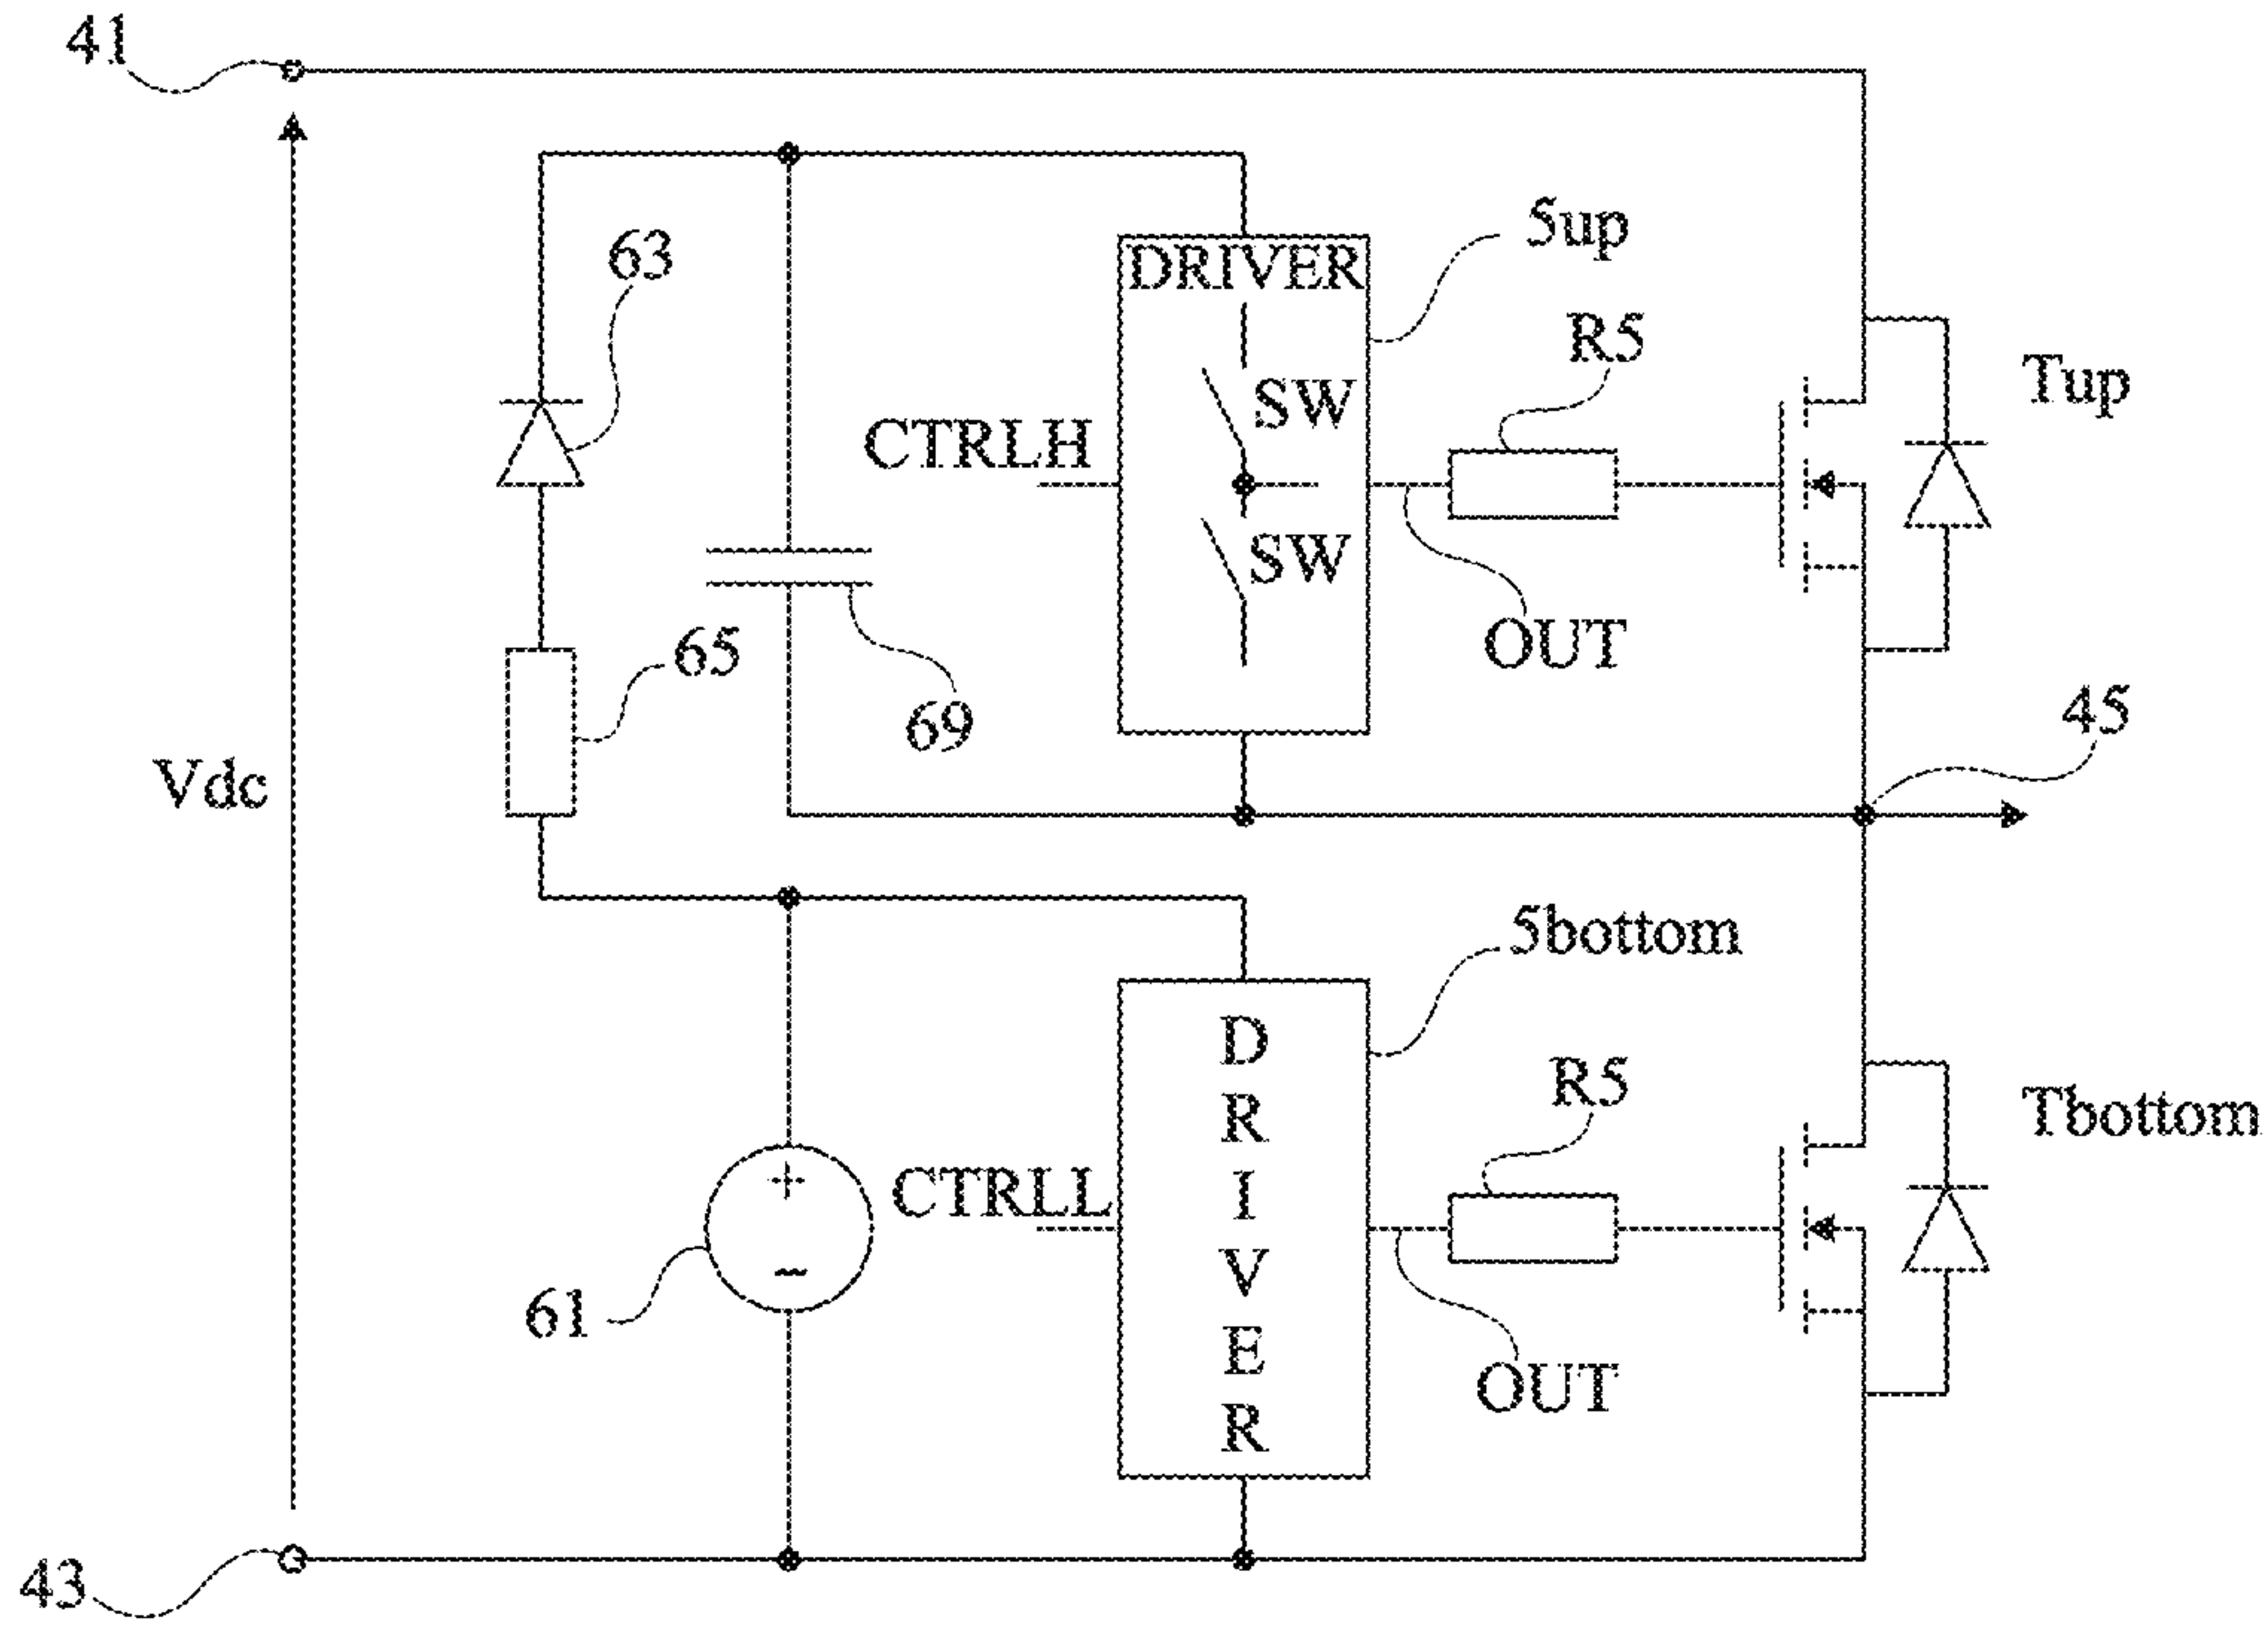 41
5up
63
DRIVER
R5
Tup
SW
CTRLH
SW
OUT
65
69
45
Vdc
5bottom
D
R
I
V
E
R
R5
Tbottom
+
CTRLL
−
61
OUT
43